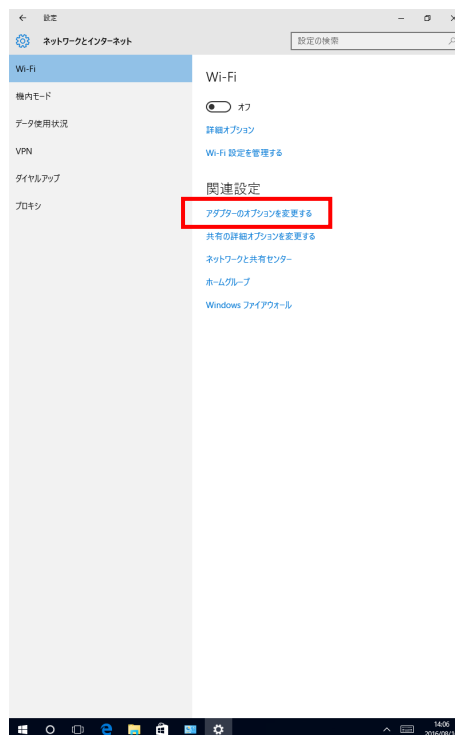 設定
ネットワークとインターネット
設定の検索
Wi-Fi
機内モード
データ使用状況
VPN
ダイヤルアップ
プロキシ
Wi-Fi
オフ
詳細オプション
Wi-Fi 設定を管理する
関連設定
アダプターのオプションを変更する
共有の詳細オプションを変更する
ネットワークと共有センター
ホームグループ
Windows ファイアウォール
14:06
2016/08/